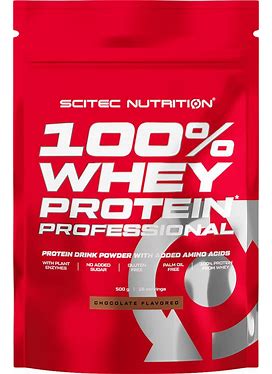 SCITEC NUTRITION®
100%
WHEY
PROTEIN*
PROFESSIONAL
PROTEIN DRINK POWDER WITH ADDED AMINO ACIDS
WITH PLANT ENZYMES
NO ADDED SUGAR
GLUTEN FREE
PALM OIL FREE
100% PROTEIN FROM WHEY
500 g servings
CHOCOLATE FLAVORED